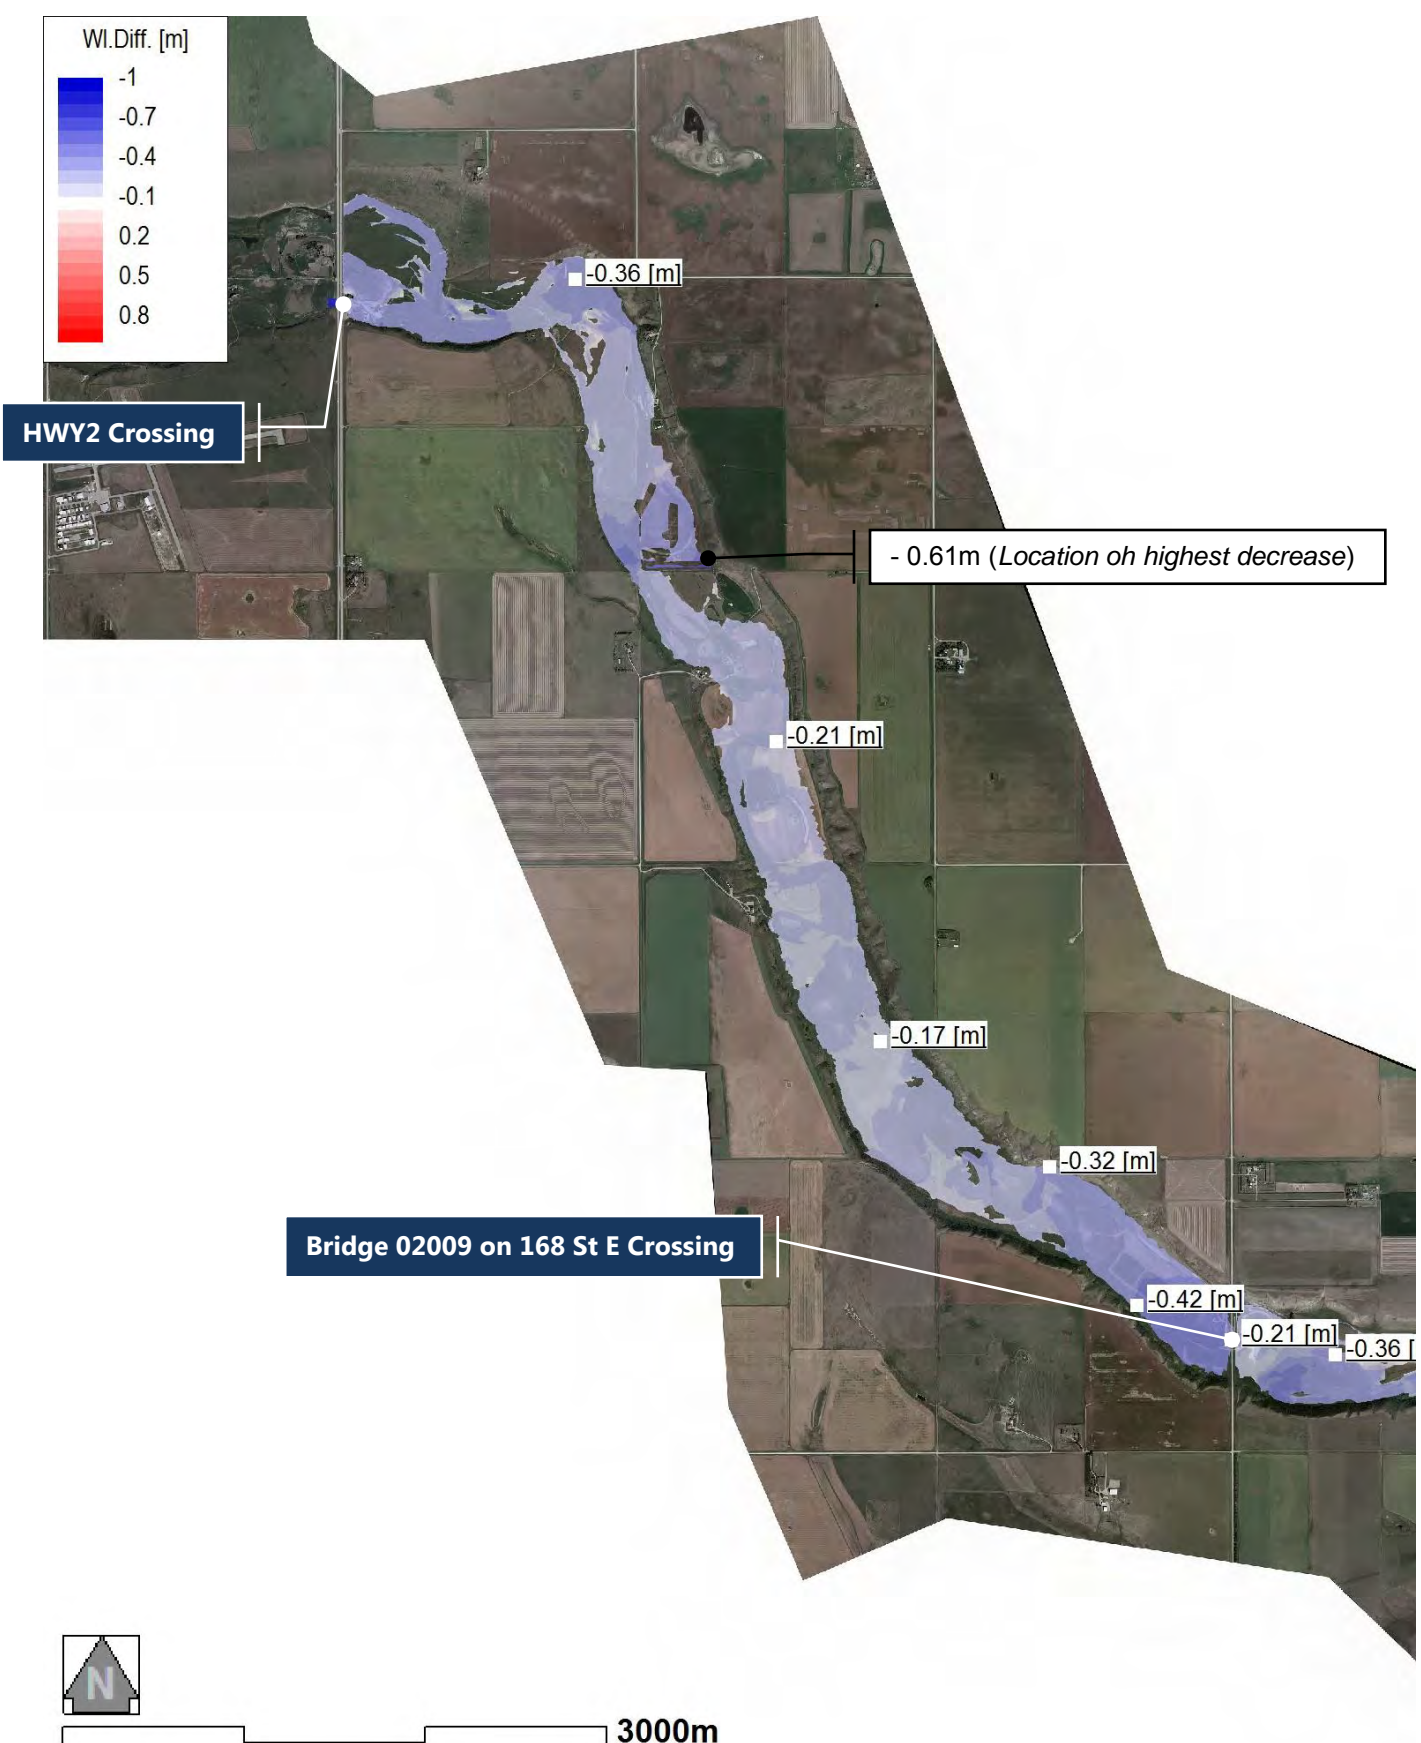 Wl.Diff. [m]
-1
-0.7
-0.4
-0.1
0.2
0.5
0.8
-0.36 [m]
HWY2 Crossing
- 0.61m (Location oh highest decrease)
-0.21 [m]
-0.17 [m]
-0.32 [m]
Bridge 02009 on 168 St E Crossing
-0.42 [m]
-0.21 [m]
-0.36 [
N
3000m